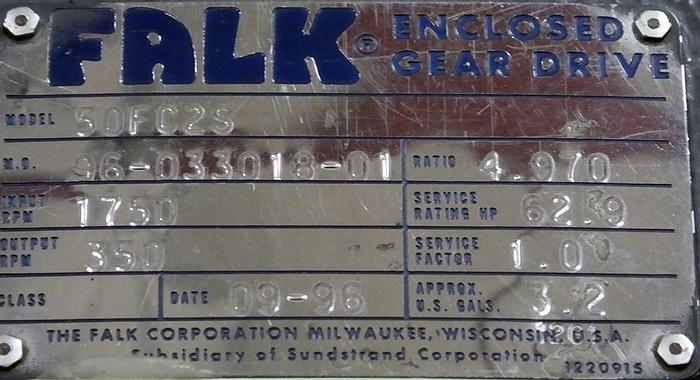 FALK® ENCLOSED GEAR DRIVE
MODEL 50FC2S
M.O. 96-033018-01 RATIO 4.970
INPUT RPM 1750 SERVICE RATING HP 62.9
OUTPUT RPM 350 SERVICE FACTOR 1.0
CLASS DATE 09-96 APPROX. U.S. GALS. 3.2
THE FALK CORPORATION MILWAUKEE, WISCONSIN, U.S.A.
Subsidiary of Sundstrand Corporation 1220915